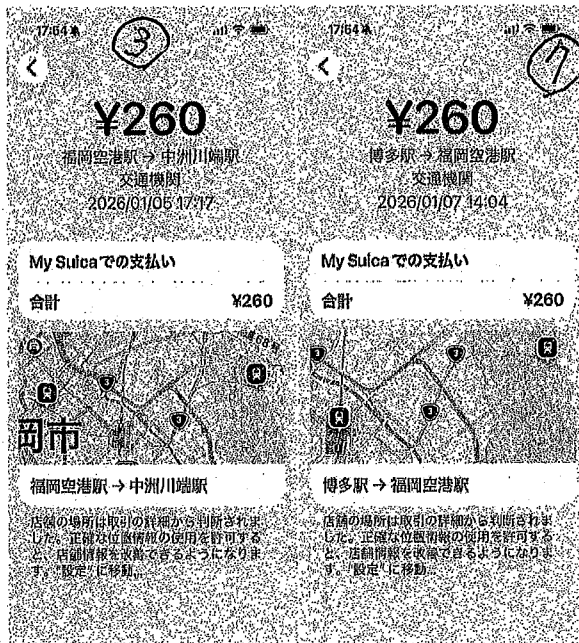 17:54
③
¥260
福岡空港駅 → 中洲川端駅
交通機関
2026/01/05 17:17
My Suicaでの支払い
合計 ¥260
岡市
3
3
福岡空港駅 → 中洲川端駅
店舗の場所は取引の詳細から判断されま
した。正確な位置情報の使用を許可する
と、店舗情報を改善できるようになりま
す。"設定"に移動...
17:54
⑦
¥260
博多駅 → 福岡空港駅
交通機関
2026/01/07 14:04
My Suicaでの支払い
合計 ¥260
3
3
3
博多駅 → 福岡空港駅
店舗の場所は取引の詳細から判断されま
した。正確な位置情報の使用を許可する
と、店舗情報を改善できるようになりま
す。"設定"に移動...